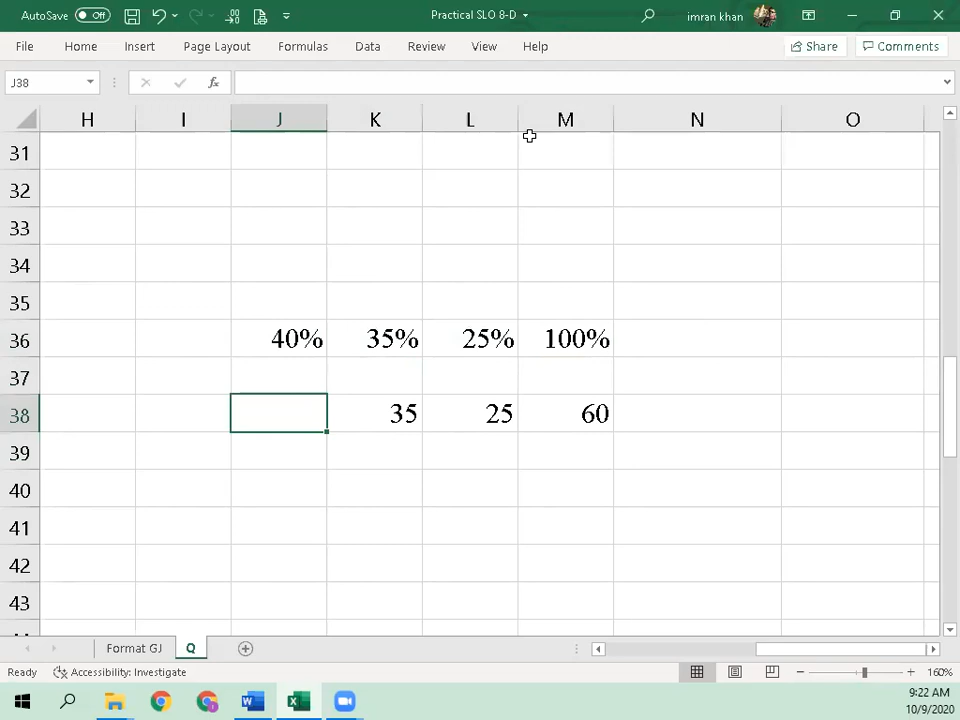 AutoSave Off Practical SLO 8-D imran khan
File Home Insert Page Layout Formulas Data Review View Help Share Comments
J38 fx
H I J K L M N O
31
32
33
34
35
36 40% 35% 25% 100%
37
38 35 25 60
39
40
41
42
43
Format GJ Q
Ready Accessibility: Investigate 160%
9:22 AM
10/9/2020